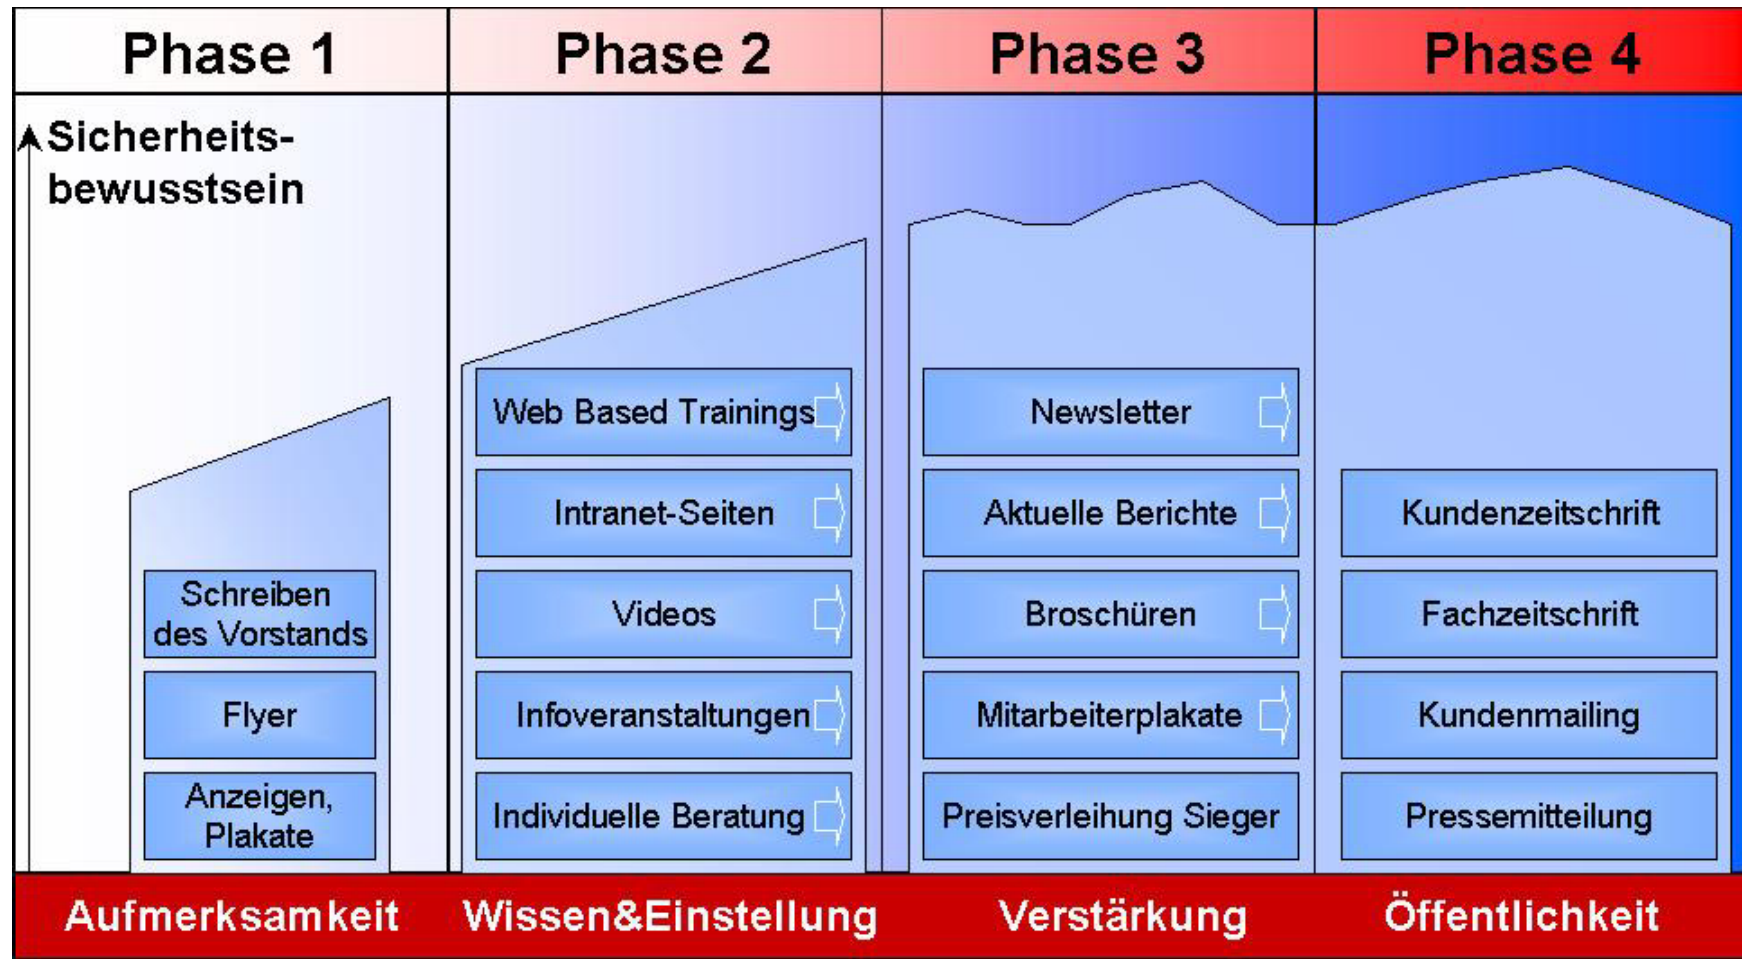 Phase 1
Phase 2
Phase 3
Phase 4
Sicherheits-
bewusstsein
Schreiben
des Vorstands
Flyer
Anzeigen,
Plakate
Web Based Trainings
Intranet-Seiten
Videos
Infoveranstaltungen
Individuelle Beratung
Newsletter
Aktuelle Berichte
Broschüren
Mitarbeiterplakate
Preisverleihung Sieger
Kundenzeitschrift
Fachzeitschrift
Kundenmailing
Pressemitteilung
Aufmerksamkeit
Wissen&Einstellung
Verstärkung
Öffentlichkeit